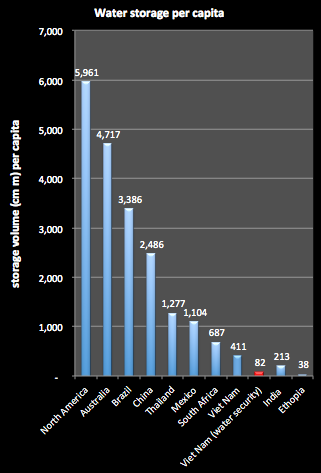 Water storage per capita
storage volume (cm m) per capita
7,000
6,000
5,000
4,000
3,000
2,000
1,000
-
5,961
4,717
3,386
2,486
1,277
1,104
687
411
82
213
38
North America
Australia
Brazil
China
Thailand
Mexico
South Africa
Viet Nam
Viet Nam (water security)
India
Ethopia